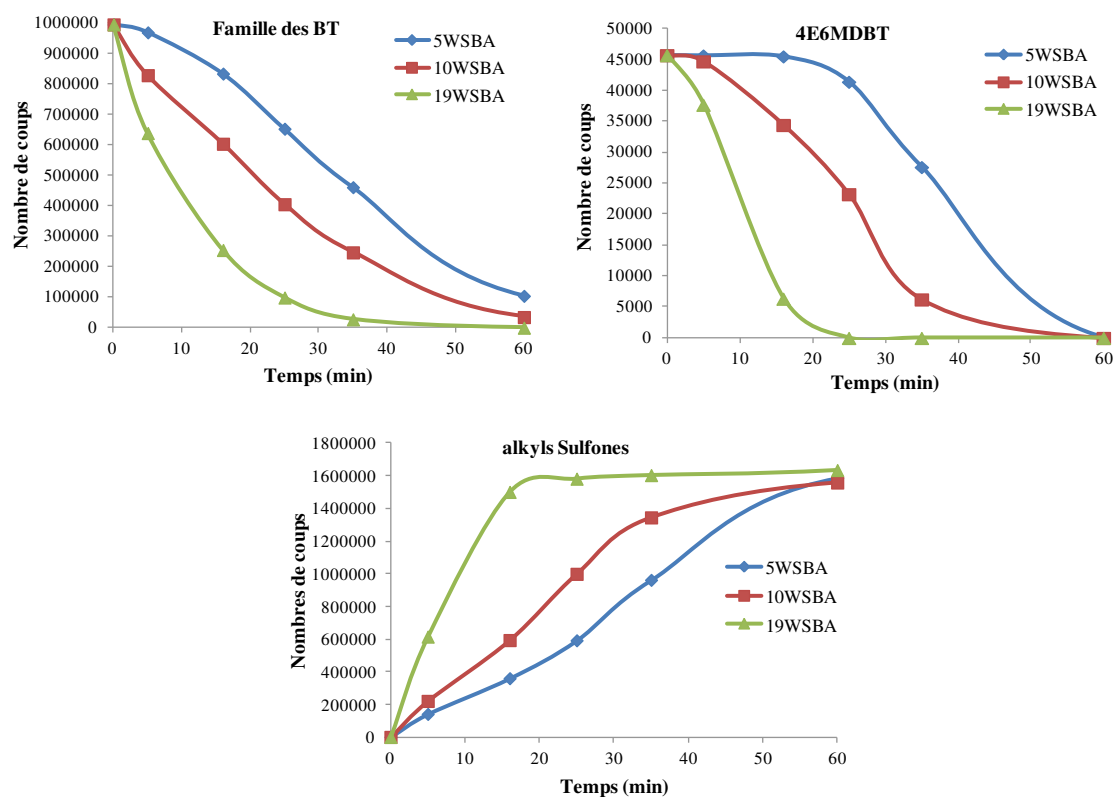 Famille des BT
Nombre de coups
1000000
900000
800000
700000
600000
500000
400000
300000
200000
100000
0
0 10 20 30 40 50 60
Temps (min)
5WSBA
10WSBA
19WSBA
4E6MDBT
Nombre de coups
50000
45000
40000
35000
30000
25000
20000
15000
10000
5000
0
0 10 20 30 40 50 60
Temps (min)
5WSBA
10WSBA
19WSBA
alkyls Sulfones
Nombres de coups
1800000
1600000
1400000
1200000
1000000
800000
600000
400000
200000
0
0 10 20 30 40 50 60
Temps (min)
5WSBA
10WSBA
19WSBA